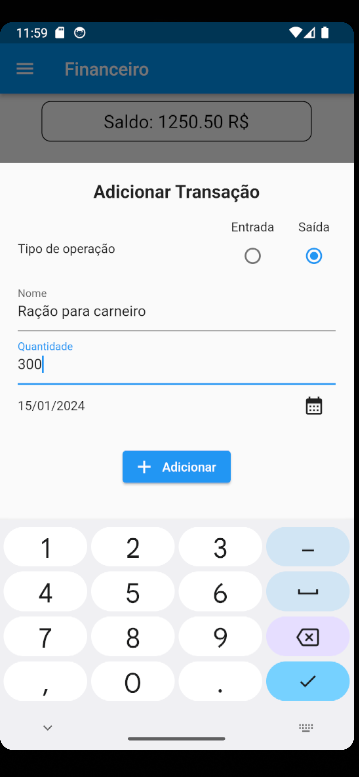 11:59
Financeiro
Saldo: 1250.50 R$
Adicionar Transação
Entrada Saída
Tipo de operação
Nome
Ração para carneiro
Quantidade
300
15/01/2024
+ Adicionar
1 2 3 –
4 5 6
7 8 9
, 0 .